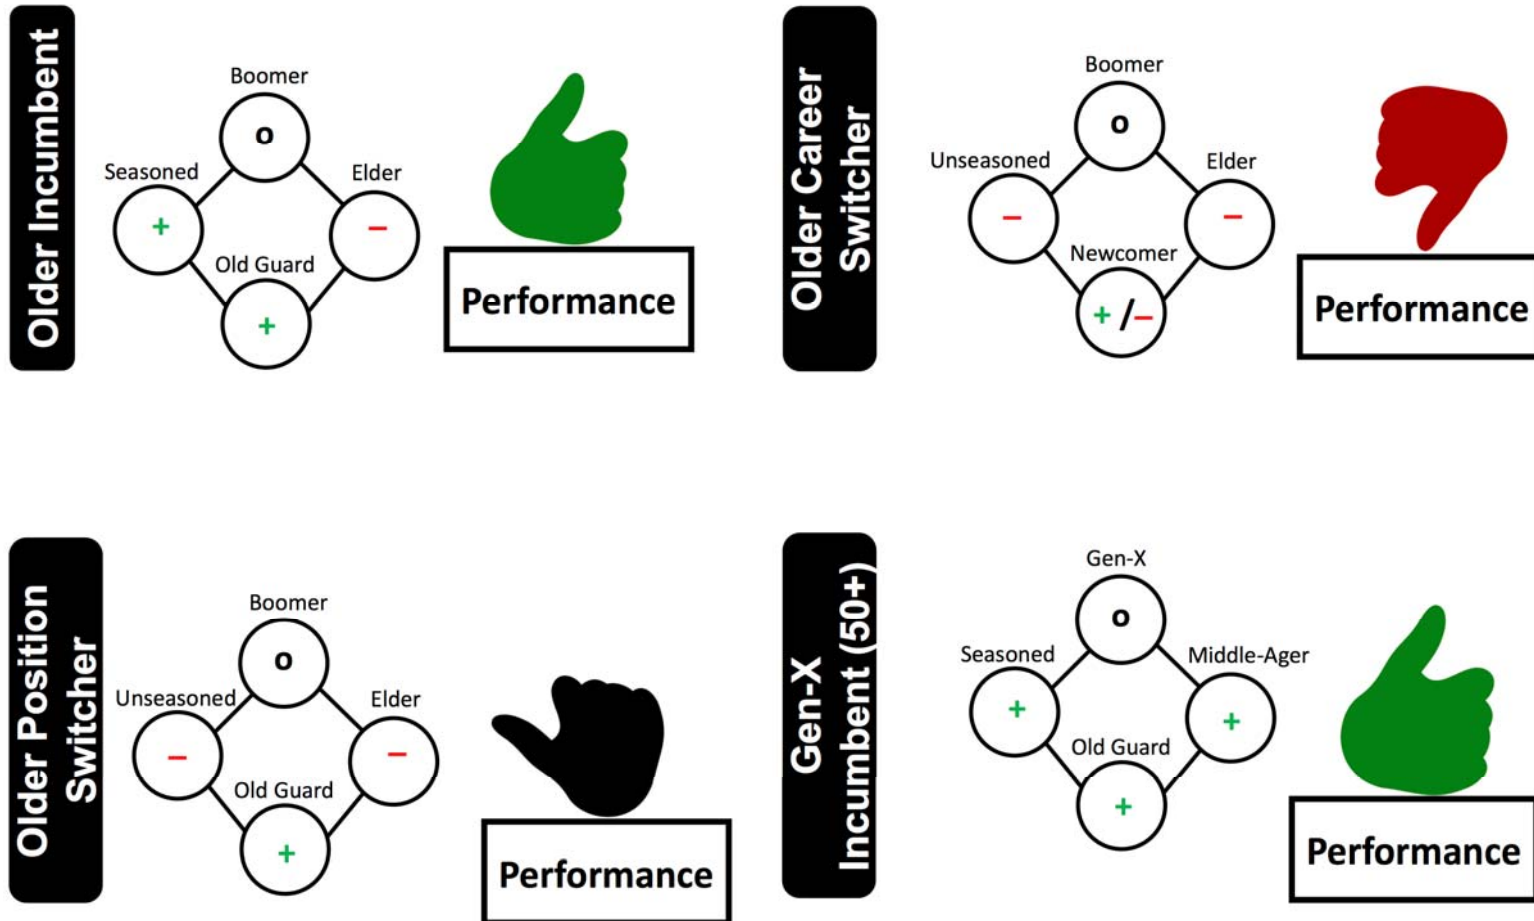 Older Incumbent
Boomer
o
Seasoned
+
Elder
–
Old Guard
+
Performance
Older Career
Switcher
Boomer
o
Unseasoned
–
Elder
–
Newcomer
+ /–
Performance
Older Position
Switcher
Boomer
o
Unseasoned
–
Elder
–
Old Guard
+
Performance
Gen-X
Incumbent (50+)
Gen-X
o
Seasoned
+
Middle-Ager
+
Old Guard
+
Performance